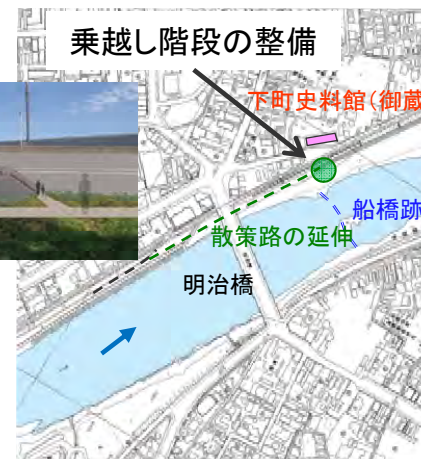 乗越し階段の整備
下町史料館(御蔵
船橋跡
散策路の延伸
明治橋